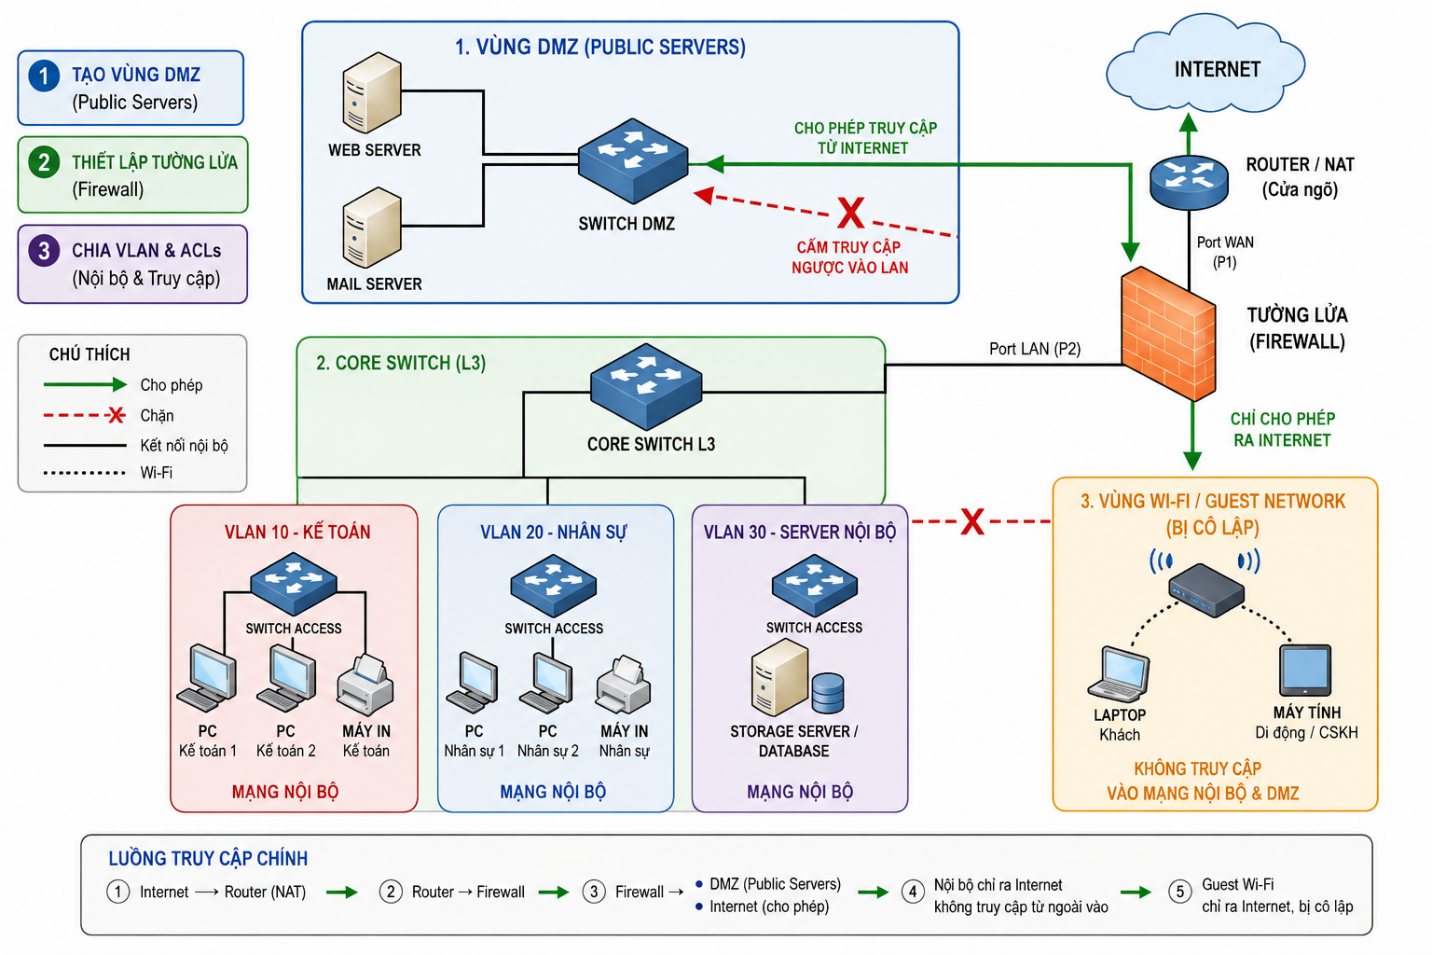 1 TẠO VÙNG DMZ
(Public Servers)
2 THIẾT LẬP TƯỜNG LỬA
(Firewall)
3 CHIA VLAN & ACLs
(Nội bộ & Truy cập)
CHÚ THÍCH
Cho phép
X Chặn
Kết nối nội bộ
Wi-Fi
1. VÙNG DMZ (PUBLIC SERVERS)
WEB SERVER
MAIL SERVER
SWITCH DMZ
CHO PHÉP TRUY CẬP
TỪ INTERNET
X
CẤM TRUY CẬP
NGƯỢC VÀO LAN
INTERNET
ROUTER / NAT
(Cửa ngõ)
Port WAN
(P1)
TƯỜNG LỬA
(FIREWALL)
Port LAN (P2)
CHỈ CHO PHÉP
RA INTERNET
2. CORE SWITCH (L3)
CORE SWITCH L3
VLAN 10 - KẾ TOÁN
SWITCH ACCESS
PC
Kế toán 1
PC
Kế toán 2
MÁY IN
Kế toán
MẠNG NỘI BỘ
VLAN 20 - NHÂN SỰ
SWITCH ACCESS
PC
Nhân sự 1
PC
Nhân sự 2
MÁY IN
Nhân sự
MẠNG NỘI BỘ
VLAN 30 - SERVER NỘI BỘ
SWITCH ACCESS
STORAGE SERVER /
DATABASE
MẠNG NỘI BỘ
X
3. VÙNG WI-FI / GUEST NETWORK
(BỊ CÔ LẬP)
LAPTOP
Khách
MÁY TÍNH
Di động / CSKH
KHÔNG TRUY CẬP
VÀO MẠNG NỘI BỘ & DMZ
LUỒNG TRUY CẬP CHÍNH
1 Internet → Router (NAT)
2 Router → Firewall
3 Firewall →
• DMZ (Public Servers)
• Internet (cho phép)
4 Nội bộ chỉ ra Internet
không truy cập từ ngoài vào
5 Guest Wi-Fi
chỉ ra Internet, bị cô lập